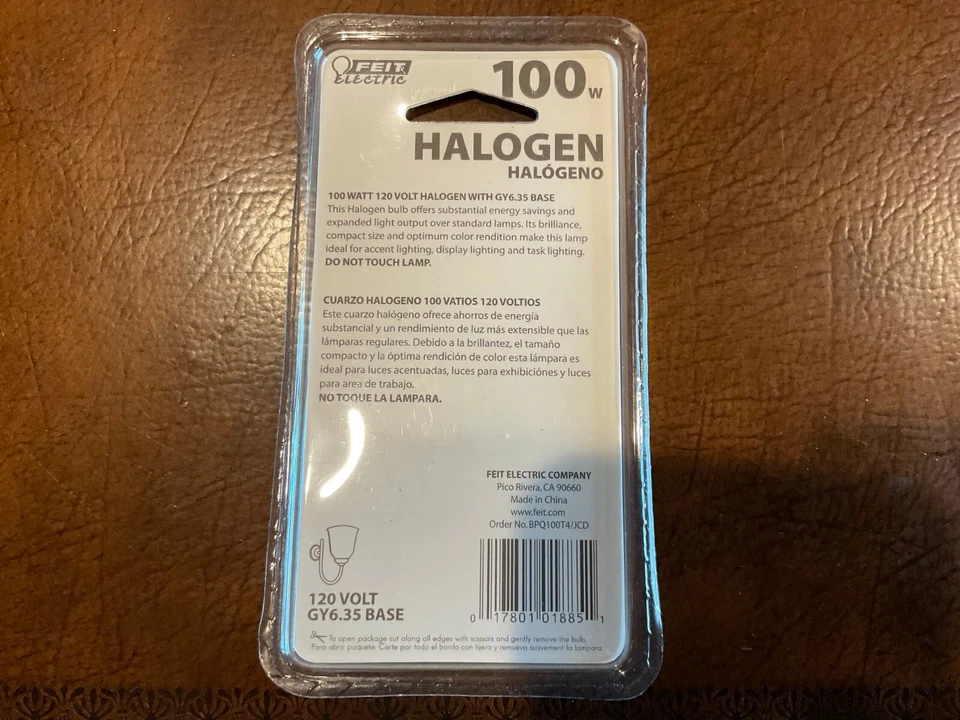 FEIT
ELECTRIC
100 W
HALOGEN
HALÓGENO
100 WATT 120 VOLT HALOGEN WITH GY6.35 BASE
This Halogen bulb offers substantial energy savings and
expanded light output over standard lamps. Its brilliance,
compact size and optimum color rendition make this lamp
ideal for accent lighting, display lighting and task lighting.
DO NOT TOUCH LAMP.
CUARZO HALOGENO 100 VATIOS 120 VOLTIOS
Este cuarzo halógeno ofrece ahorros de energía
substancial y un rendimiento de luz más extensible que las
lámparas regulares. Debido a la brillantez, el tamaño
compacto y la óptima rendición de color esta lámpara es
ideal para luces acentuadas, luces para exhibiciónes y luces
para area de trabajo.
NO TOQUE LA LAMPARA.
FEIT ELECTRIC COMPANY
Pico Rivera, CA 90660
Made in China
www.feit.com
Order No. BPQ100T4/JCD
120 VOLT
GY6.35 BASE
0 17801 01885 1
To open package cut along all edges with scissors and gently remove the bulb.
Para abrir paquete: Corte por todo el bordo con tijera y remueva suavement la lampara.